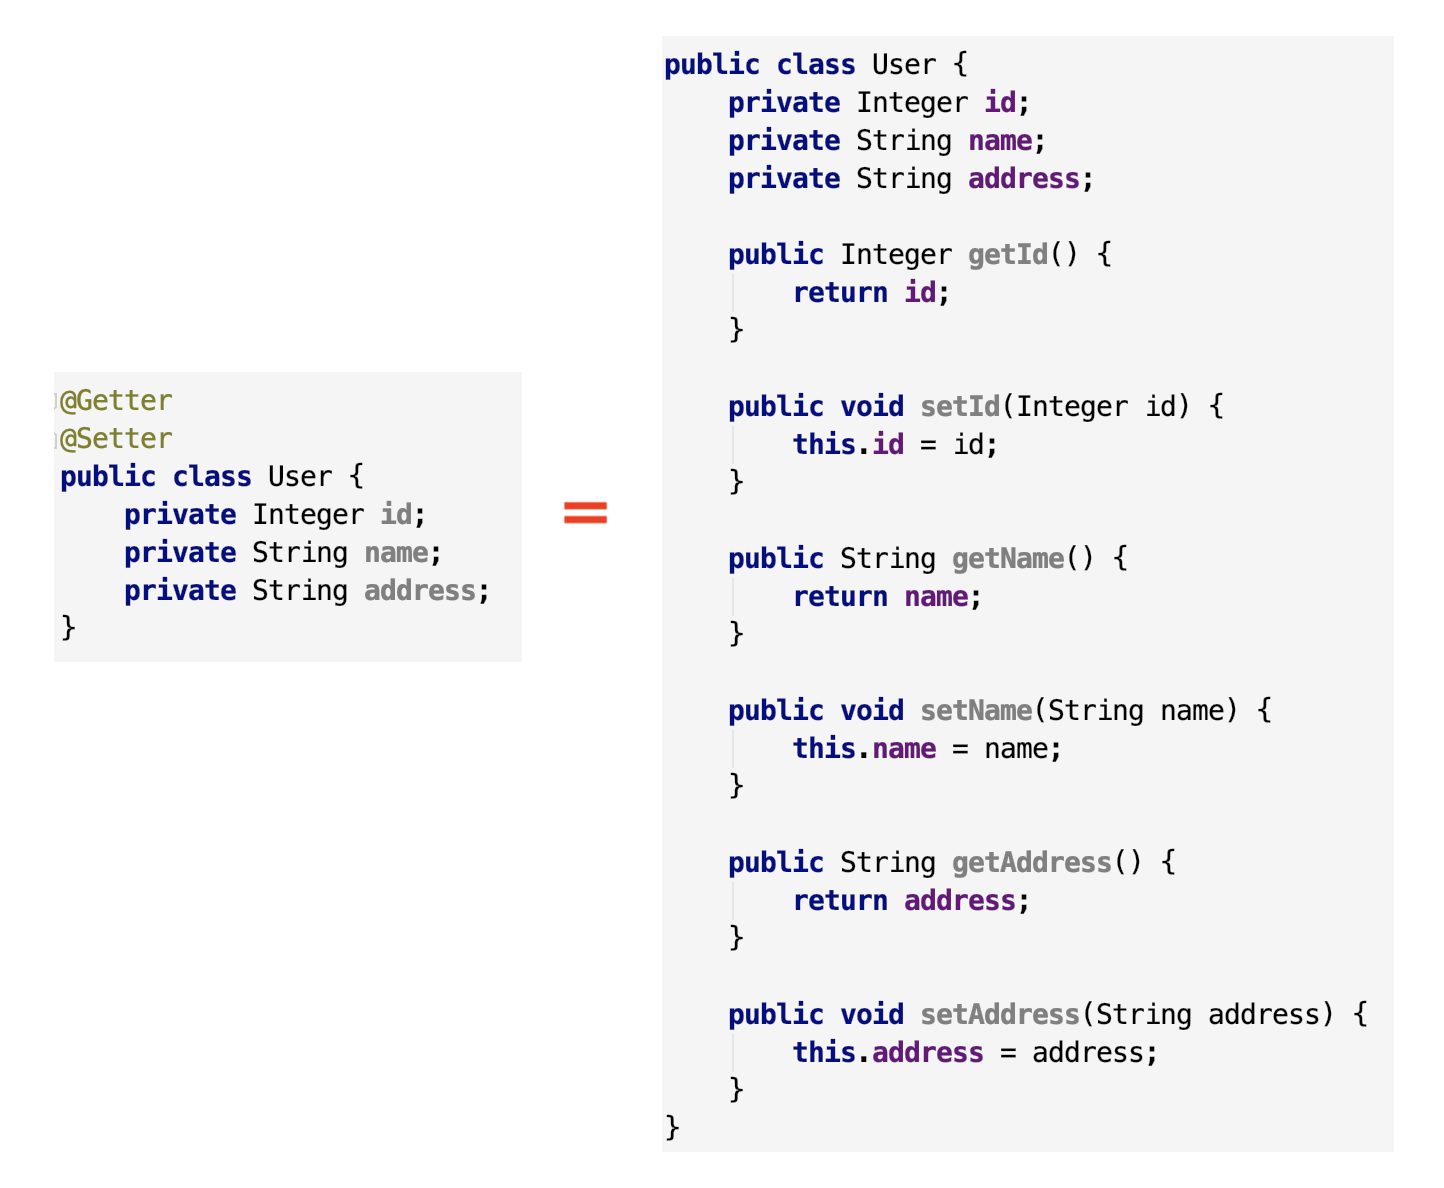 @Getter
@Setter
public class User {
    private Integer id;
    private String name;
    private String address;
}
=
public class User {
    private Integer id;
    private String name;
    private String address;

    public Integer getId() {
        return id;
    }

    public void setId(Integer id) {
        this.id = id;
    }

    public String getName() {
        return name;
    }

    public void setName(String name) {
        this.name = name;
    }

    public String getAddress() {
        return address;
    }

    public void setAddress(String address) {
        this.address = address;
    }
}